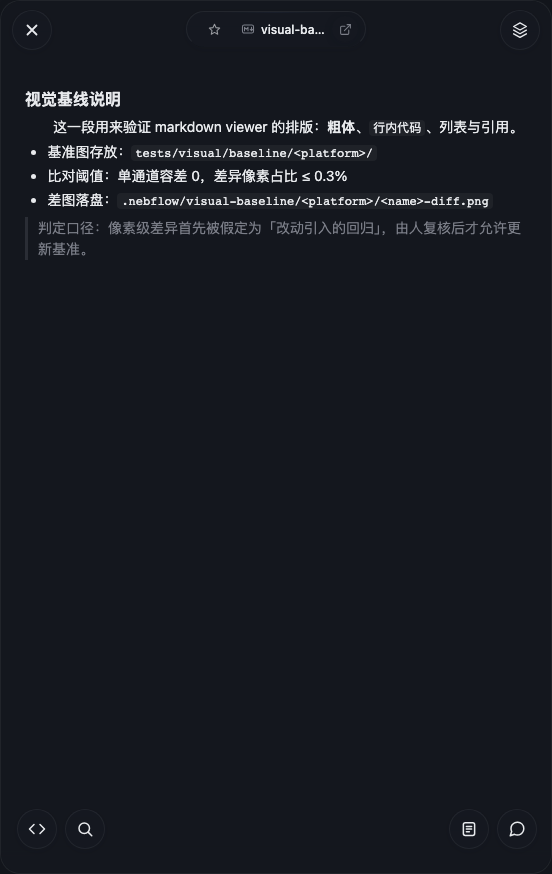 visual-ba...
视觉基线说明
这一段用来验证 markdown viewer 的排版：粗体、行内代码、列表与引用。
• 基准图存放：tests/visual/baseline/<platform>/
• 比对阈值：单通道容差 0，差异像素占比 ≤ 0.3%
• 差图落盘：.nebflow/visual-baseline/<platform>/<name>-diff.png
判定口径：像素级差异首先被假定为「改动引入的回归」，由人复核后才允许更
新基准。